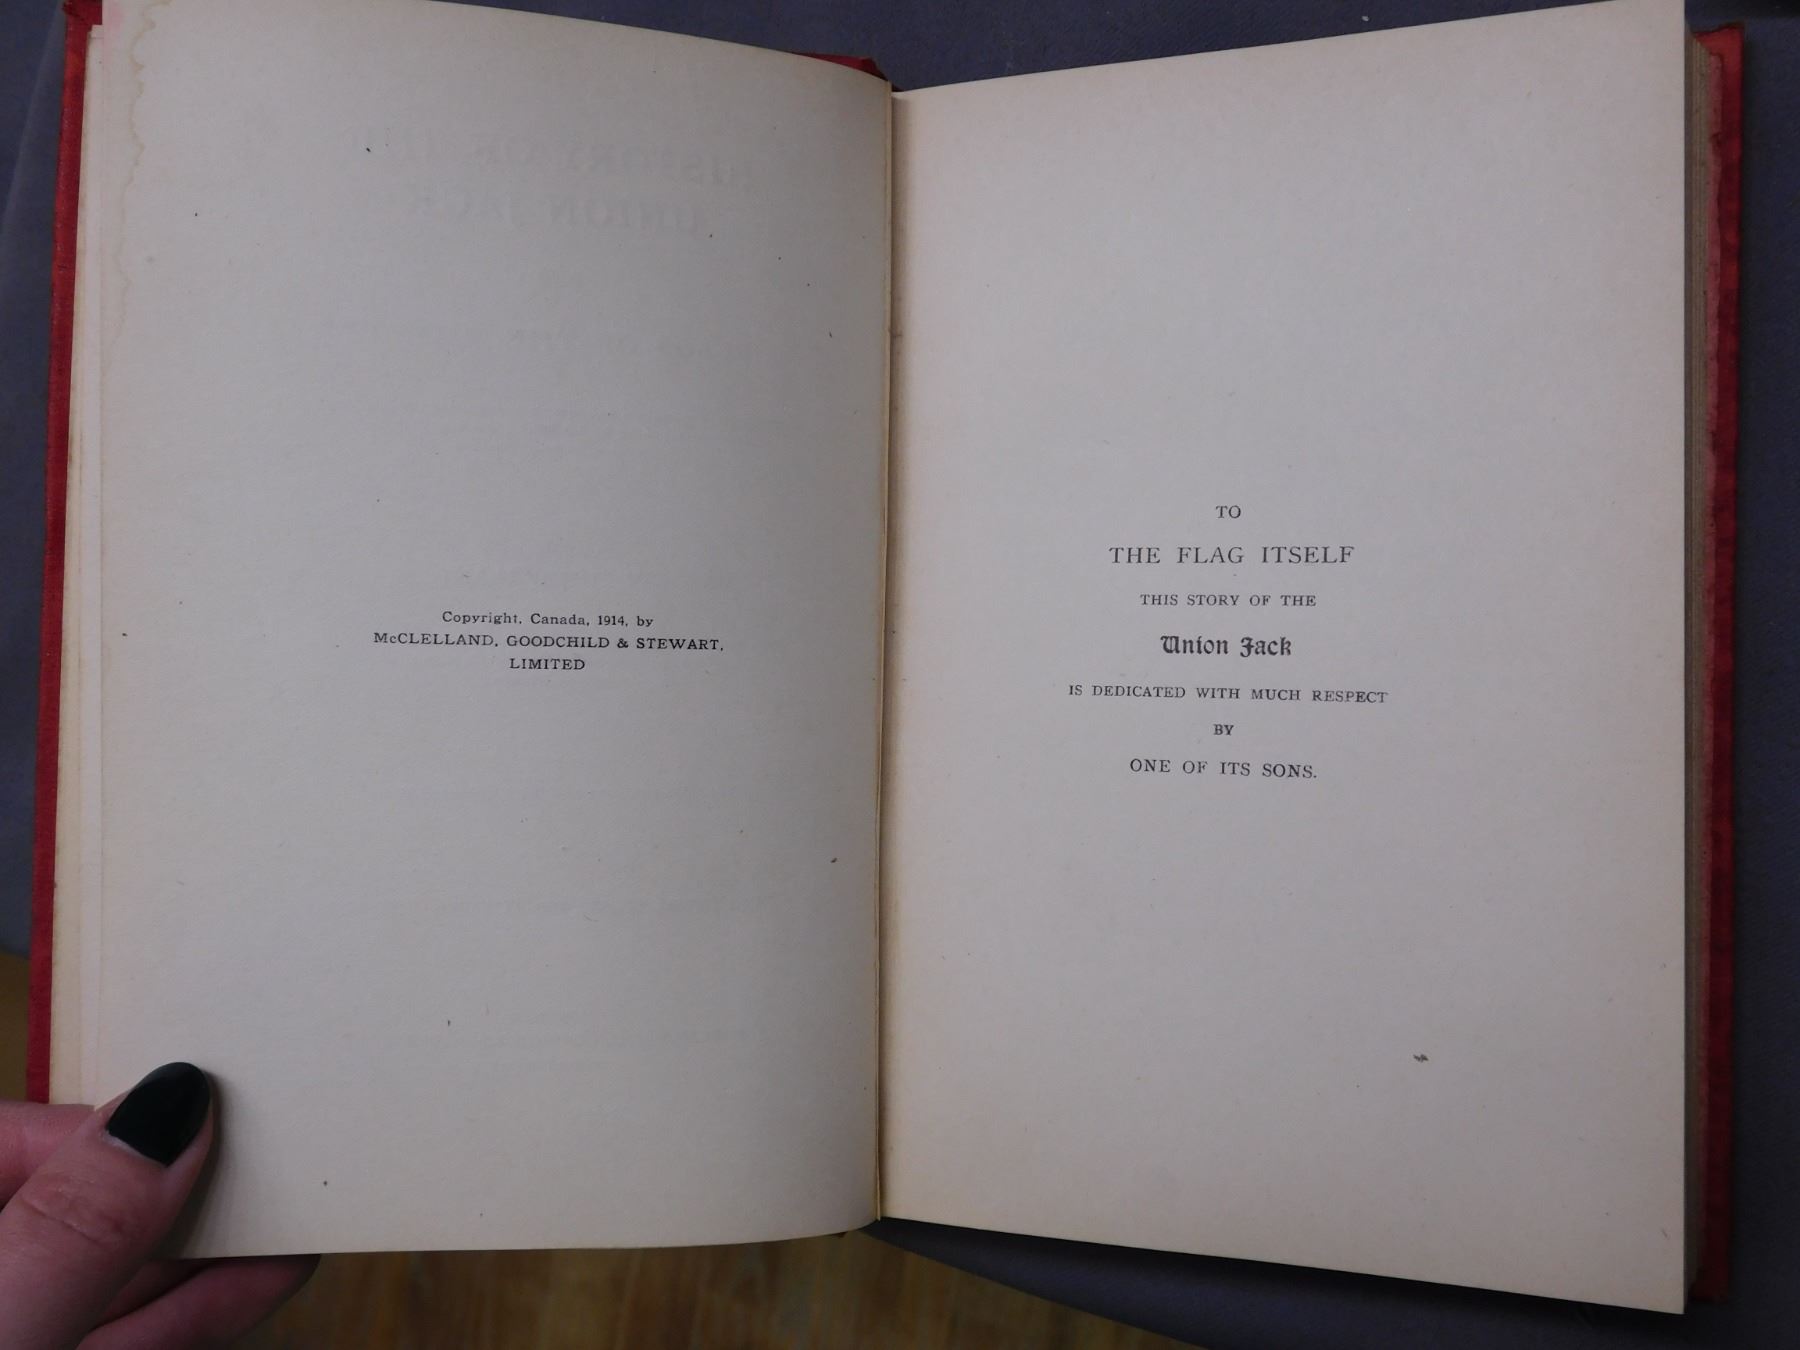 Copyright, Canada, 1914, by
McCLELLAND, GOODCHILD & STEWART,
LIMITED
TO
THE FLAG ITSELF
THIS STORY OF THE
Union Jack
IS DEDICATED WITH MUCH RESPECT
BY
ONE OF ITS SONS.